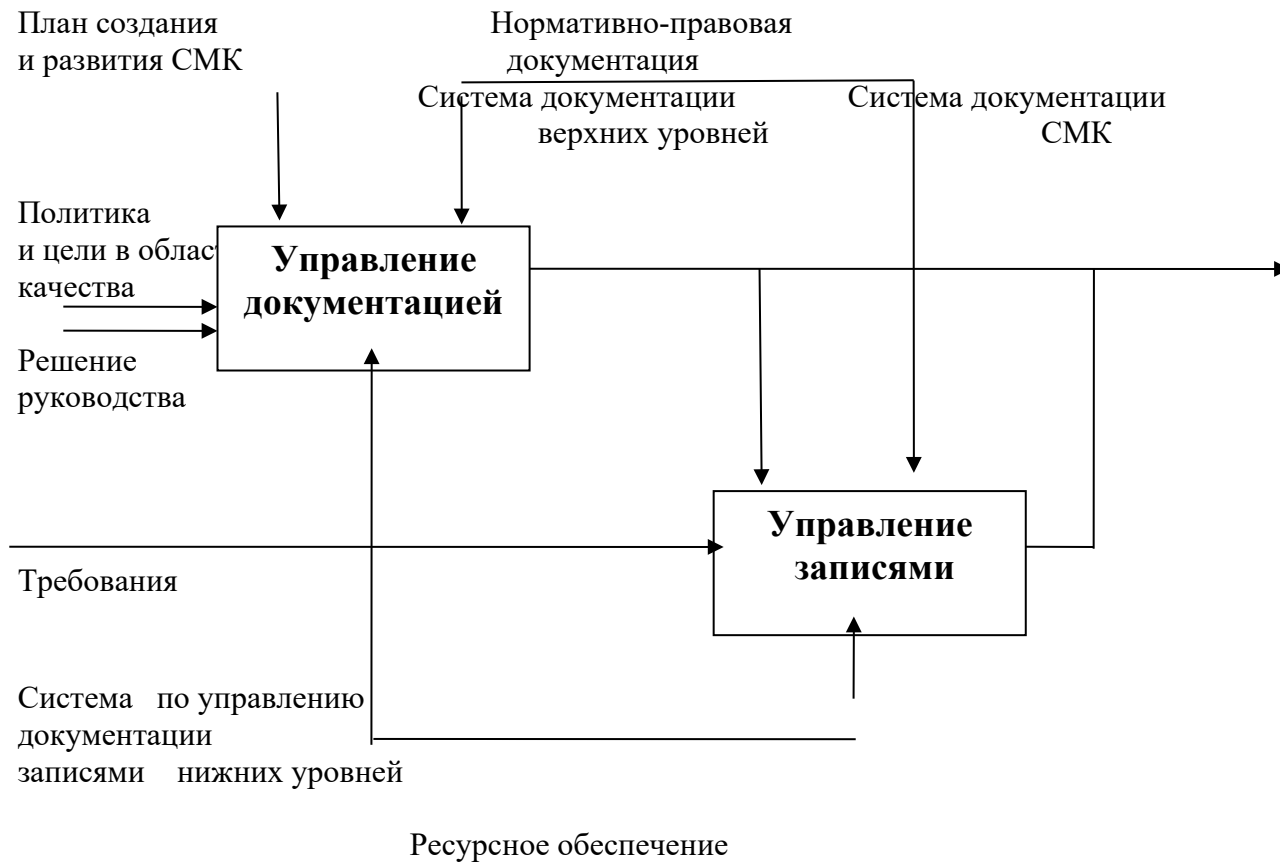 План создания
и развития СМК
Нормативно-правовая
документация
Система документации
верхних уровней
Система документации
СМК
Политика
и цели в облас
качества
Управление
документацией
Решение
руководства
Управление
записями
Требования
Система по управлению
документации
записями нижних уровней
Ресурсное обеспечение